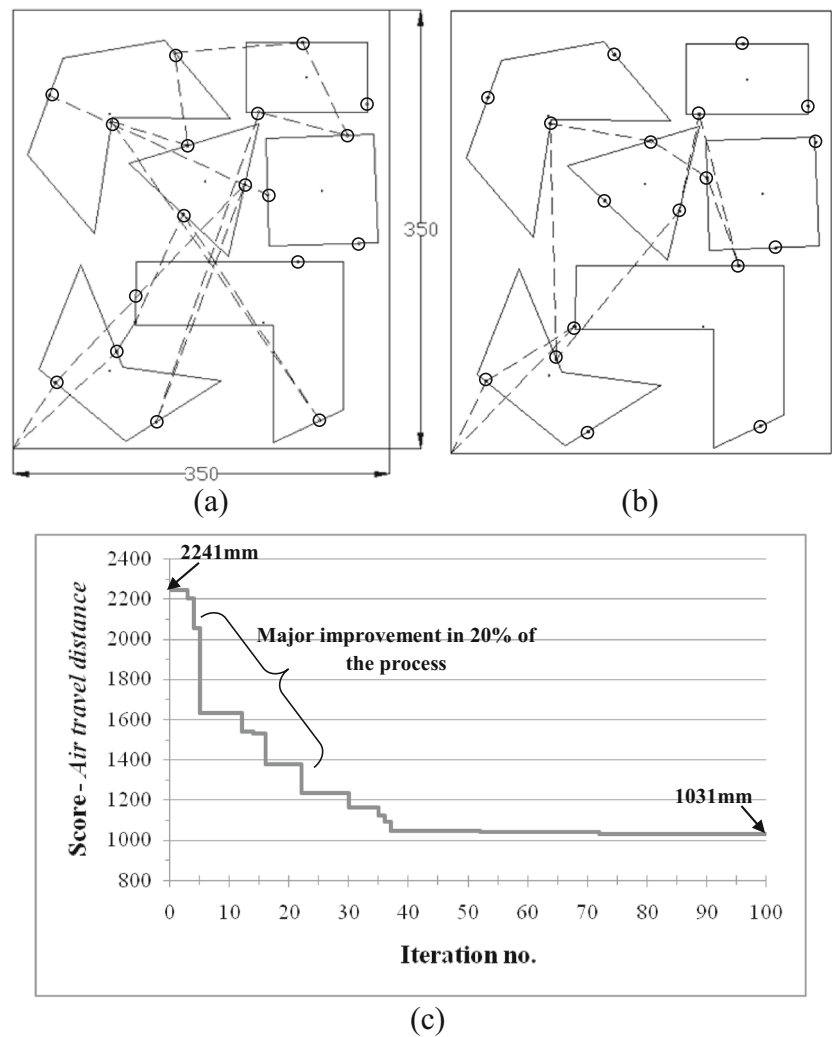 350
350
(a)
(b)
2241mm
Major improvement in 20% of
the process
1031mm
Score - Air travel distance
2400
2200
2000
1800
1600
1400
1200
1000
800
0 10 20 30 40 50 60 70 80 90 100
Iteration no.
(c)